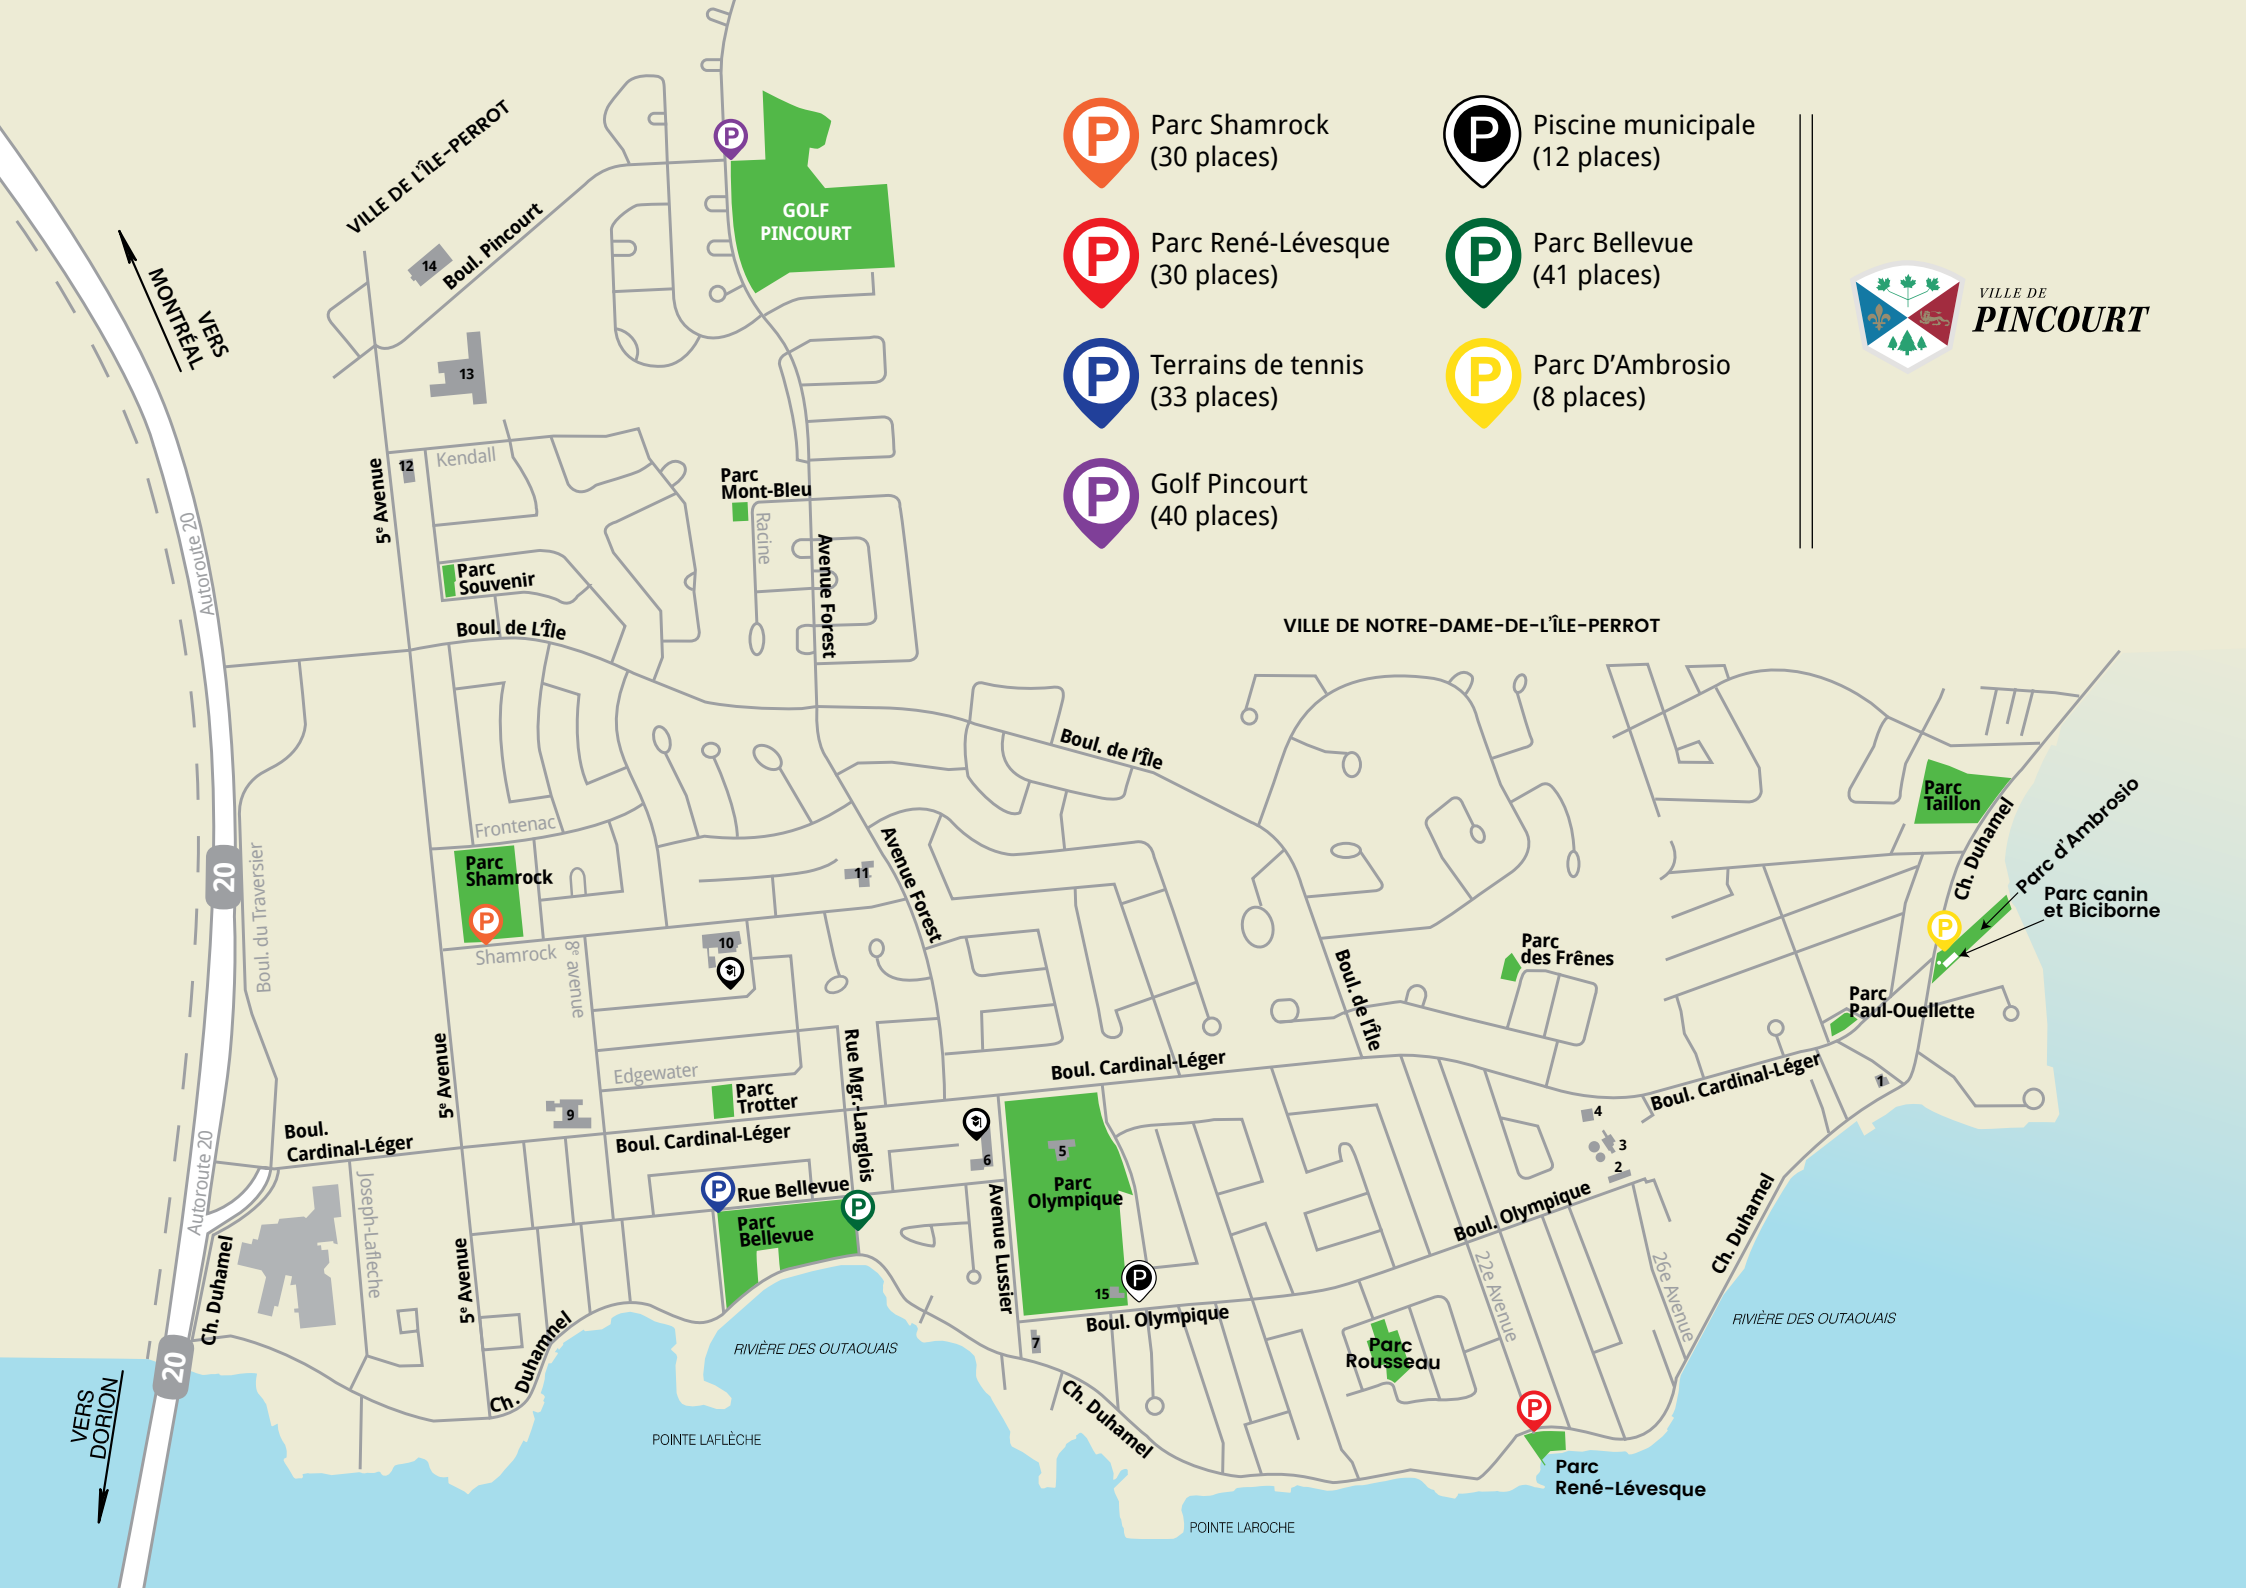 P Parc Shamrock
(30 places)
P Parc René-Lévesque
(30 places)
P Terrains de tennis
(33 places)
P Golf Pincourt
(40 places)
P Piscine municipale
(12 places)
P Parc Bellevue
(41 places)
P Parc D’Ambrosio
(8 places)
VILLE DE
PINCOURT
VILLE DE L’ÎLE-PERROT
Boul. Pincourt
14
13
P
GOLF
PINCOURT
VERS
MONTRÉAL
5e Avenue
12
Kendall
Parc
Mont-Bleu
Racine
Avenue Forest
Autoroute 20
Parc
Souvenir
Boul. de L’Île
VILLE DE NOTRE-DAME-DE-L’ÎLE-PERROT
Boul. de l’Île
Frontenac
Parc
Shamrock
P
Shamrock
20
Boul. du Traversier
8e avenue
10
11
Avenue Forest
Boul. de l’Île
Parc
des Frênes
Parc
Taillon
Ch. Duhamel
Parc d’Ambrosio
Parc canin
et Biciborne
P
Parc
Paul-Ouellette
Boul. Cardinal-Léger
1
5e Avenue
Edgewater
9
Parc
Trotter
Rue Mgr.-Langlois
Boul. Cardinal-Léger
Boul. Cardinal-Léger
Boul.
Cardinal-Léger
Autoroute 20
Joseph-Lafleche
Ch. Duhamel
5e Avenue
P
Rue Bellevue
P
Parc
Bellevue
6
Avenue Lussier
5
Parc
Olympique
15
P
Boul. Olympique
7
4
3
2
Boul. Olympique
22e Avenue
26e Avenue
Ch. Duhamel
Parc
Rousseau
P
Parc
René-Lévesque
Ch. Duhamnel
Ch. Duhamel
20
VERS
DORION
RIVIÈRE DES OUTAOUAIS
RIVIÈRE DES OUTAOUAIS
POINTE LAFLÈCHE
POINTE LAROCHE